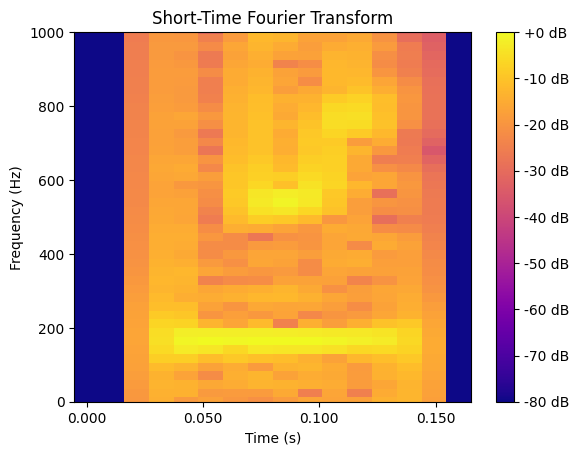 Short-Time Fourier Transform
1000
800
600
400
200
0
Frequency (Hz)
0.000
0.050
0.100
0.150
Time (s)
+0 dB
-10 dB
-20 dB
-30 dB
-40 dB
-50 dB
-60 dB
-70 dB
-80 dB